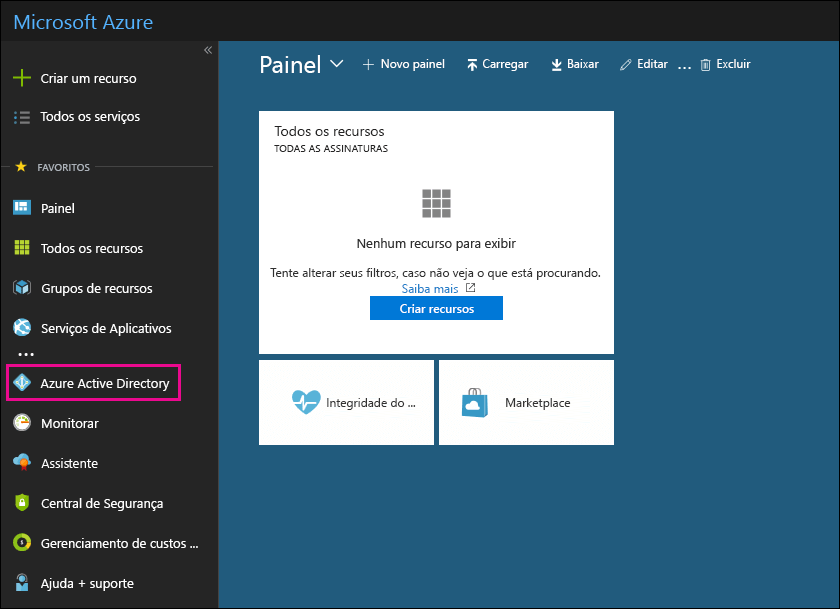 Microsoft Azure
«
Criar um recurso
Todos os serviços
FAVORITOS
Painel
Todos os recursos
Grupos de recursos
Serviços de Aplicativos
...
Azure Active Directory
Monitorar
Assistente
Central de Segurança
Gerenciamento de custos ...
Ajuda + suporte
Painel Novo painel Carregar Baixar Editar ... Excluir
Todos os recursos
TODAS AS ASSINATURAS
Nenhum recurso para exibir
Tente alterar seus filtros, caso não veja o que está procurando.
Saiba mais
Criar recursos
Integridade do ...
Marketplace